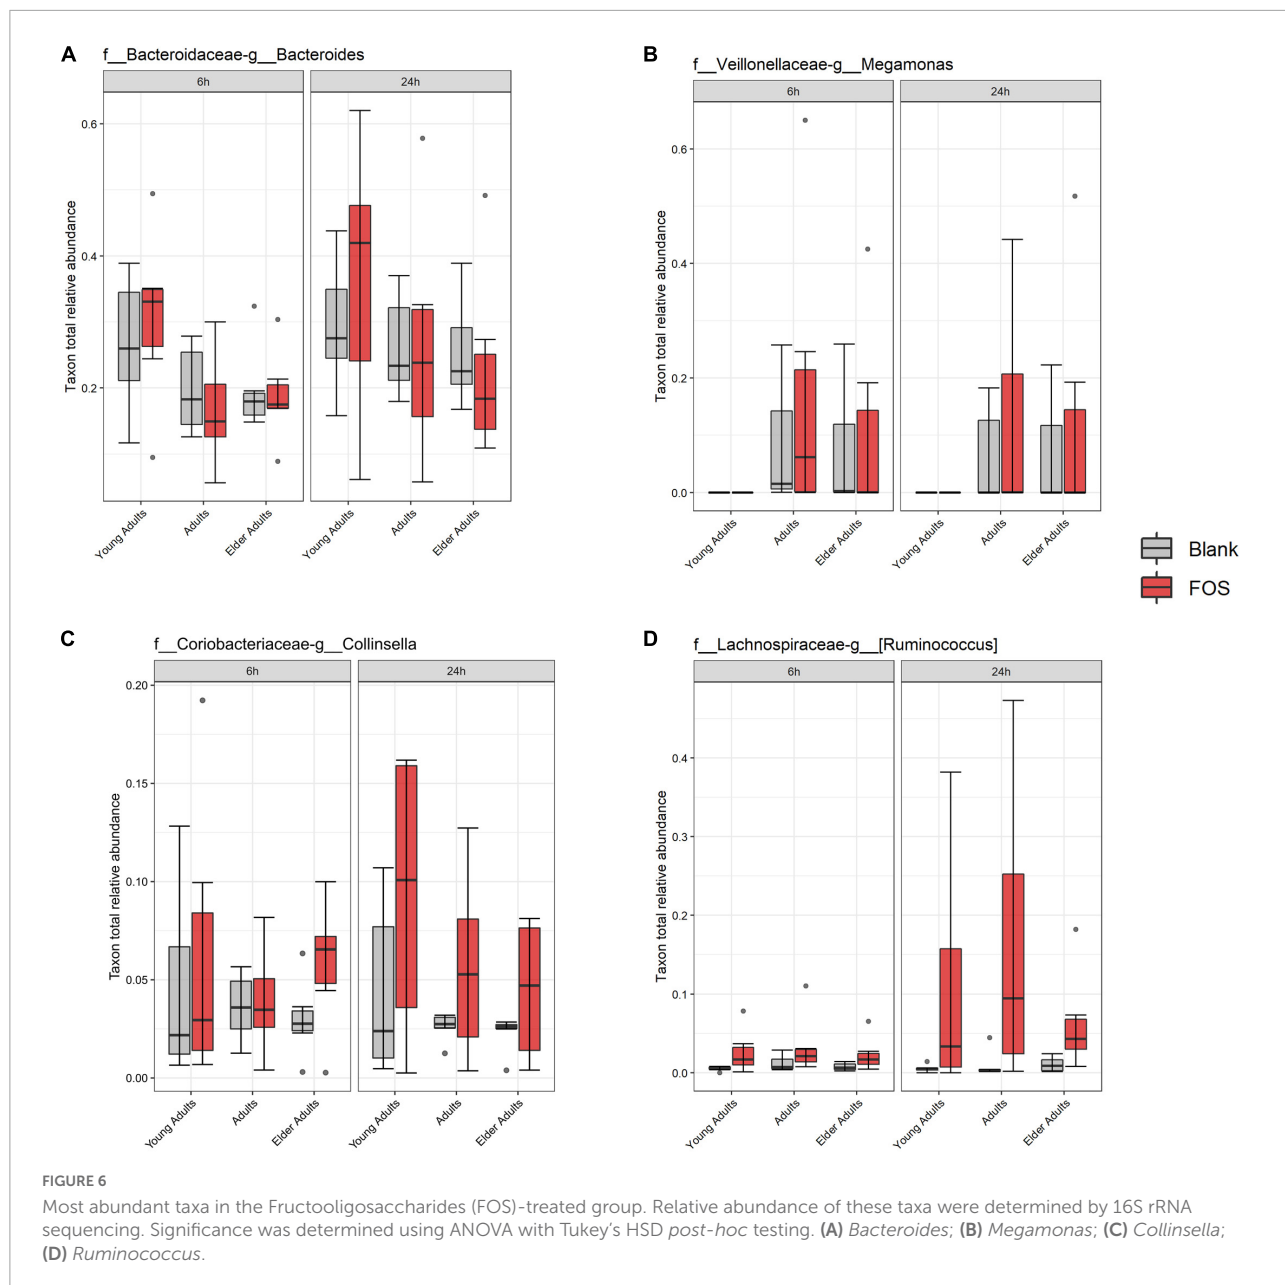 A
f__Bacteroidaceae-g__Bacteroides
6h
24h
Taxon total relative abundance
0.6
0.4
0.2
Young Adults
Adults
Elder Adults
Young Adults
Adults
Elder Adults
B
f__Veillonellaceae-g__Megamonas
6h
24h
Taxon total relative abundance
0.6
0.4
0.2
0.0
Young Adults
Adults
Elder Adults
Young Adults
Adults
Elder Adults
Blank
FOS
C
f__Coriobacteriaceae-g__Collinsella
6h
24h
Taxon total relative abundance
0.20
0.15
0.10
0.05
0.00
Young Adults
Adults
Elder Adults
Young Adults
Adults
Elder Adults
D
f__Lachnospiraceae-g__[Ruminococcus]
6h
24h
Taxon total relative abundance
0.4
0.3
0.2
0.1
0.0
Young Adults
Adults
Elder Adults
Young Adults
Adults
Elder Adults
FIGURE 6
Most abundant taxa in the Fructooligosaccharides (FOS)-treated group. Relative abundance of these taxa were determined by 16S rRNA
sequencing. Significance was determined using ANOVA with Tukey's HSD post-hoc testing. (A) Bacteroides; (B) Megamonas; (C) Collinsella;
(D) Ruminococcus.